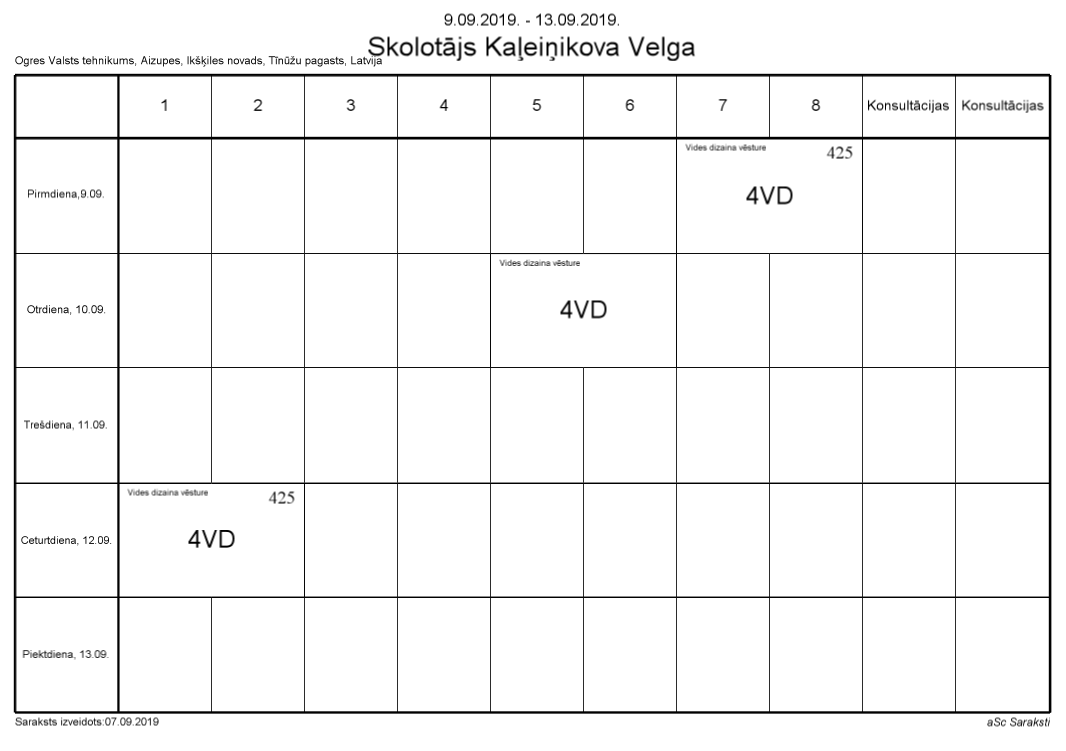 9.09.2019. - 13.09.2019.
Skolotājs Kaļeiņikova Velga
Ogres Valsts tehnikums, Aizupes, Ikšķiles novads, Tīnūžu pagasts, Latvija
1 2 3 4 5 6 7 8 Konsultācijas Konsultācijas
Vides dizaina vēsture 425
Pirmdiena,9.09. 4VD
Vides dizaina vēsture
Otrdiena, 10.09. 4VD
Trešdiena, 11.09.
Vides dizaina vēsture 425
Ceturtdiena, 12.09. 4VD
Piektdiena, 13.09.
Saraksts izveidots:07.09.2019 aSc Saraksti